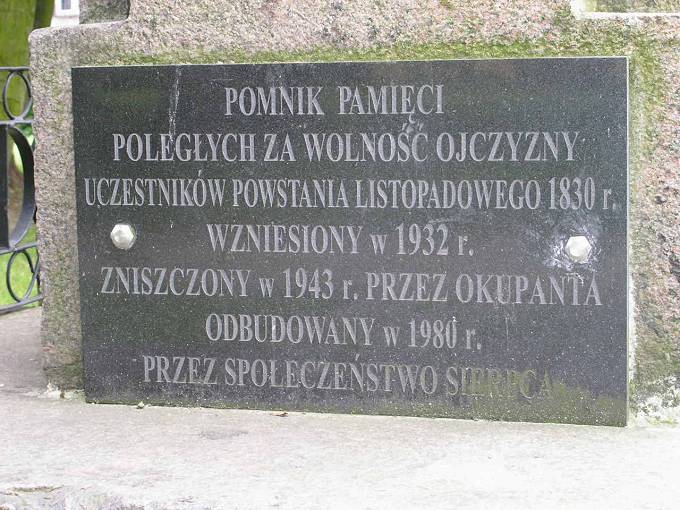 POMNIK PAMIĘCI
POLEGŁYCH ZA WOLNOŚĆ OJCZYZNY
UCZESTNIKÓW POWSTANIA LISTOPADOWEGO 1830 r.
WZNIESIONY w 1932 r.
ZNISZCZONY w 1943 r. PRZEZ OKUPANTA
ODBUDOWANY w 1980 r.
PRZEZ SPOŁECZEŃSTWO SIERPCA